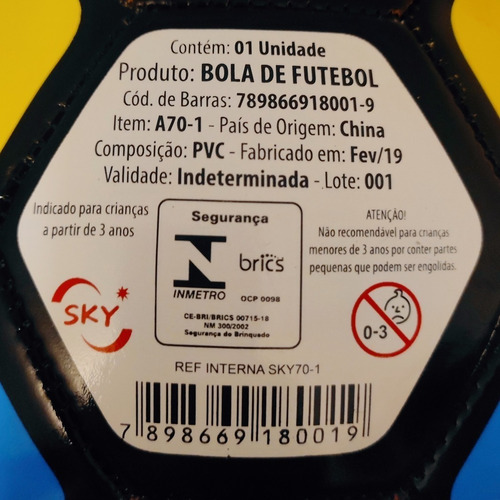 Contém: 01 Unidade
Produto: BOLA DE FUTEBOL
Cód. de Barras: 789866918001-9
Item: A70-1 - País de Origem: China
Composição: PVC - Fabricado em: Fev/19
Validade: Indeterminada - Lote: 001
Indicado para crianças
a partir de 3 anos
Segurança
brics
INMETRO
OCP 0098
CE-BRI/BRICS 00715-18
NM 300/2002
Segurança do Brinquedo
ATENÇÃO!
Não recomendável para crianças
menores de 3 anos por conter partes
pequenas que podem ser engolidas.
SKY
0-3
REF INTERNA SKY70-1
7 898669 180019